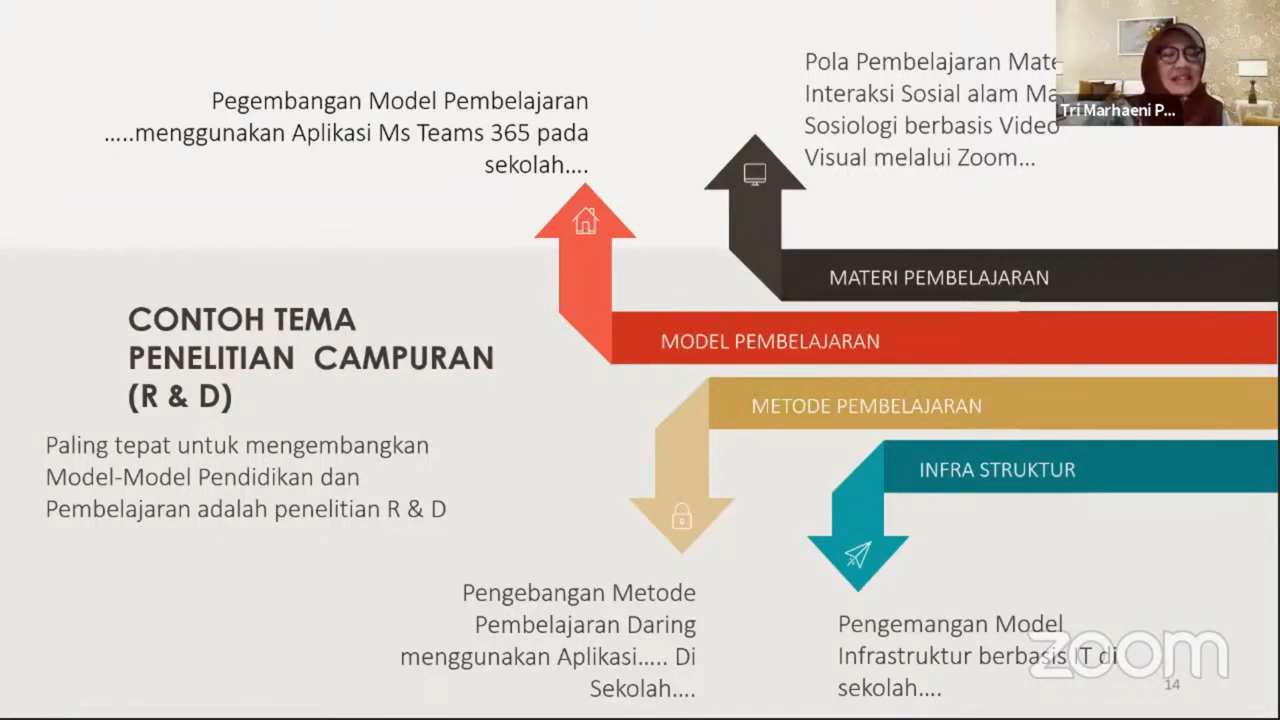 Pegembangan Model Pembelajaran
.....menggunakan Aplikasi Ms Teams 365 pada
sekolah....
Pola Pembelajaran Mate
Interaksi Sosial alam Ma
Sosiologi berbasis Video
Visual melalui Zoom...
Tri Marhaeni P...
MATERI PEMBELAJARAN
MODEL PEMBELAJARAN
METODE PEMBELAJARAN
INFRA STRUKTUR
CONTOH TEMA
PENELITIAN CAMPURAN
(R & D)
Paling tepat untuk mengembangkan
Model-Model Pendidikan dan
Pembelajaran adalah penelitian R & D
Pengebangan Metode
Pembelajaran Daring
menggunakan Aplikasi..... Di
Sekolah....
Pengemangan Model
Infrastruktur berbasis IT di
sekolah....
zoom
14